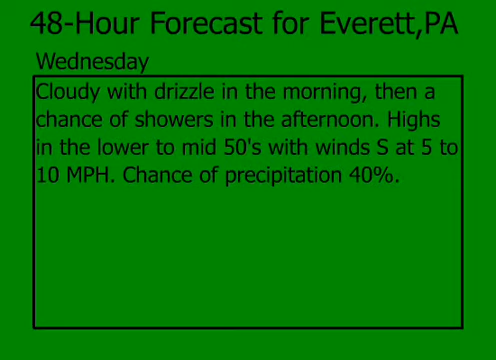 48-Hour Forecast for Everett,PA
Wednesday
Cloudy with drizzle in the morning, then a
chance of showers in the afternoon. Highs
in the lower to mid 50's with winds S at 5 to
10 MPH. Chance of precipitation 40%.